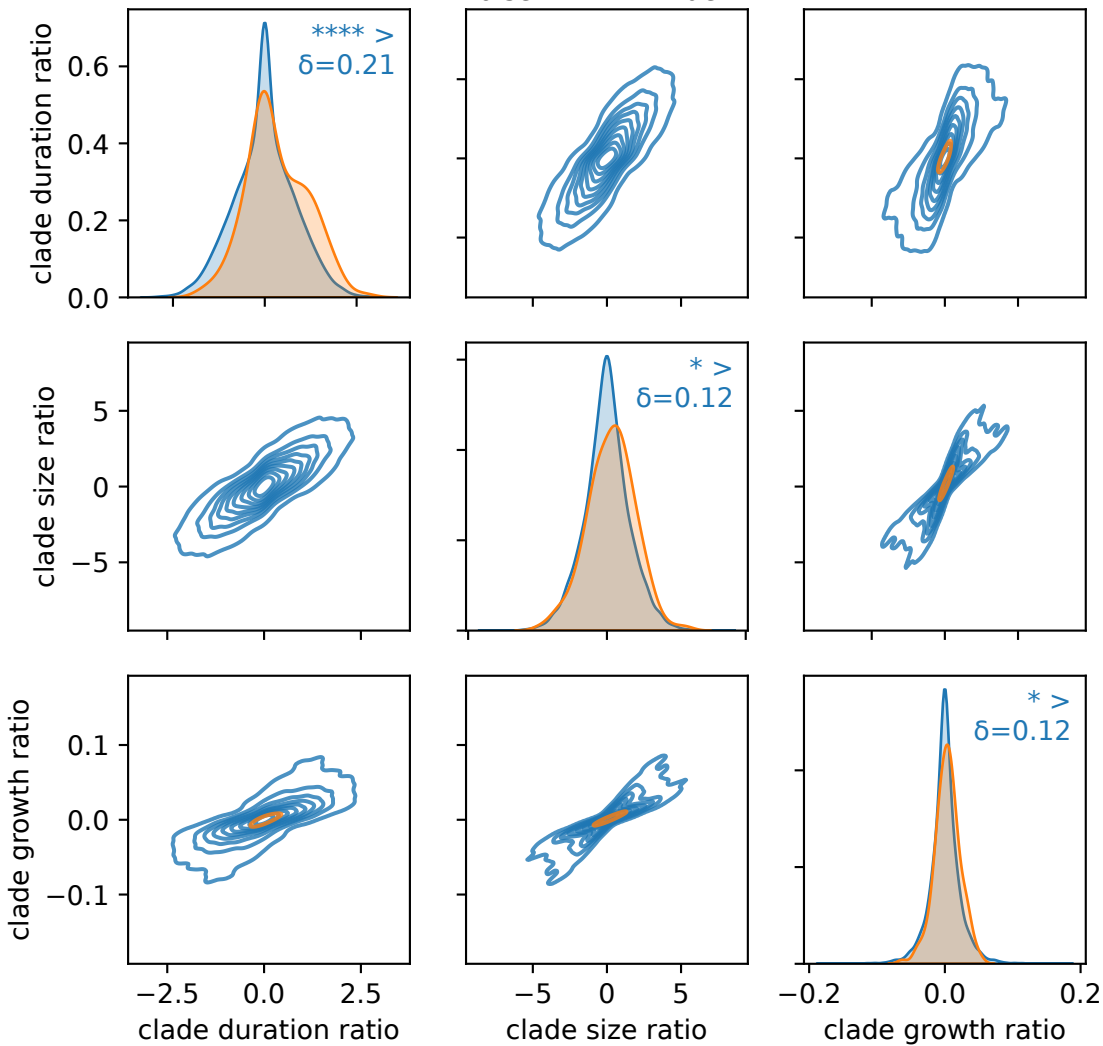 clade duration ratio
0.6
0.4
0.2
0.0
**** >
δ=0.21
clade size ratio
5
0
−5
* >
δ=0.12
clade growth ratio
0.1
0.0
−0.1
* >
δ=0.12
−2.5 0.0 2.5
clade duration ratio
−5 0 5
clade size ratio
−0.2 0.0 0.2
clade growth ratio